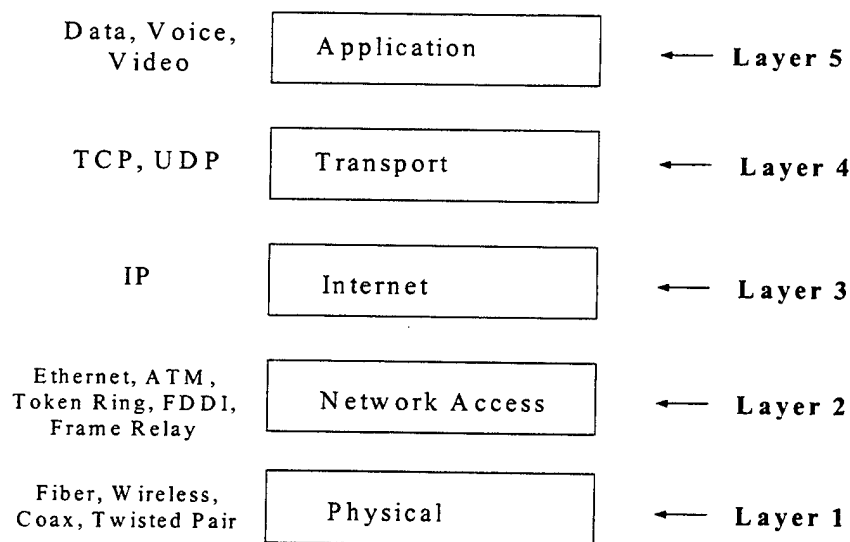 Data, Voice,
Video
Application
Layer 5
TCP, UDP
Transport
Layer 4
IP
Internet
Layer 3
Ethernet, ATM,
Token Ring, FDDI,
Frame Relay
Network Access
Layer 2
Fiber, Wireless,
Coax, Twisted Pair
Physical
Layer 1